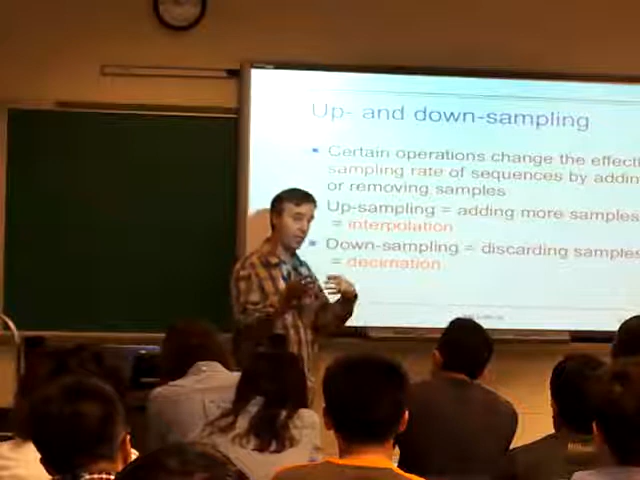 Up- and down-sampling
Certain operations change the effecti
sampling rate of sequences by addin
or removing samples
Up-sampling = adding more samples
= interpolation
Down-sampling = discarding samples
= decimation